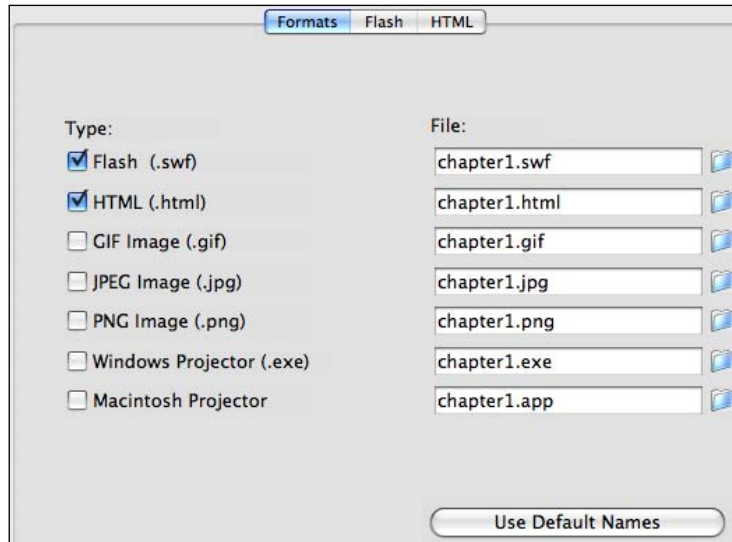 Formats Flash HTML
Type: File:
Flash (.swf) chapter1.swf
HTML (.html) chapter1.html
GIF Image (.gif) chapter1.gif
JPEG Image (.jpg) chapter1.jpg
PNG Image (.png) chapter1.png
Windows Projector (.exe) chapter1.exe
Macintosh Projector chapter1.app
Use Default Names